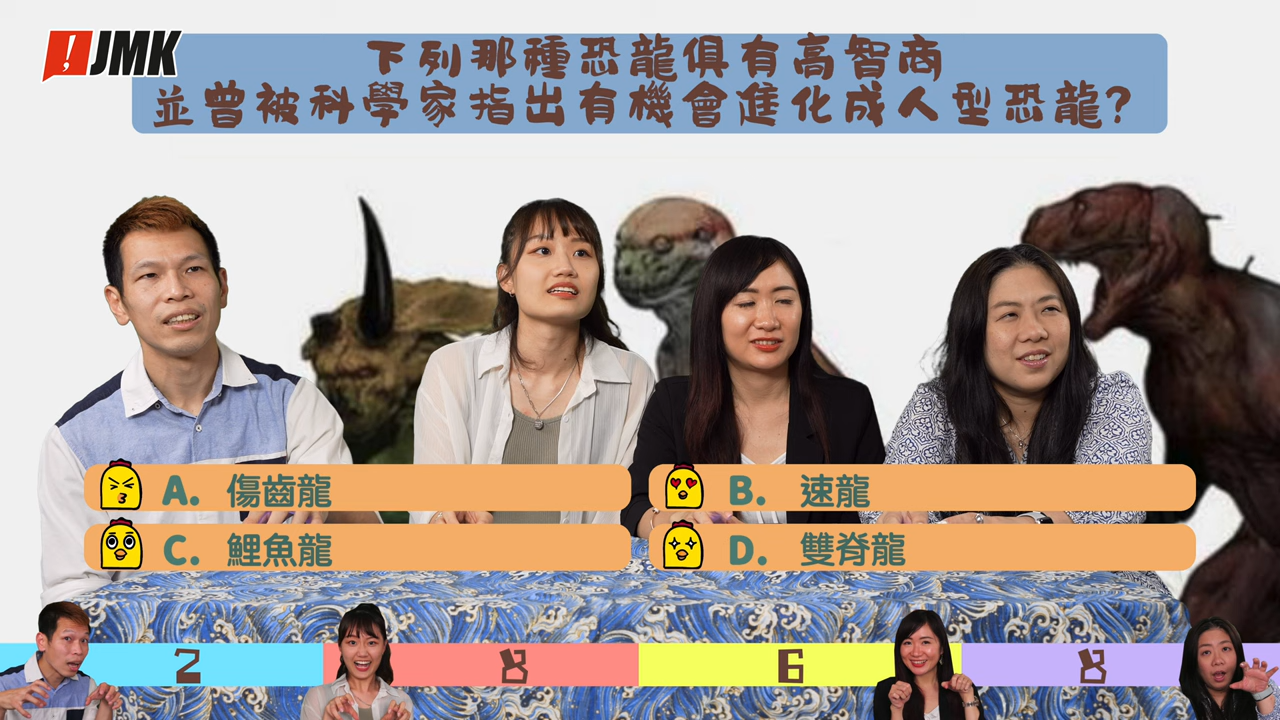 !JMK
下列那種恐龍俱有高智商
並曾被科學家指出有機會進化成人型恐龍?
A. 傷齒龍
B. 速龍
C. 鯉魚龍
D. 雙脊龍
2
8
6
8